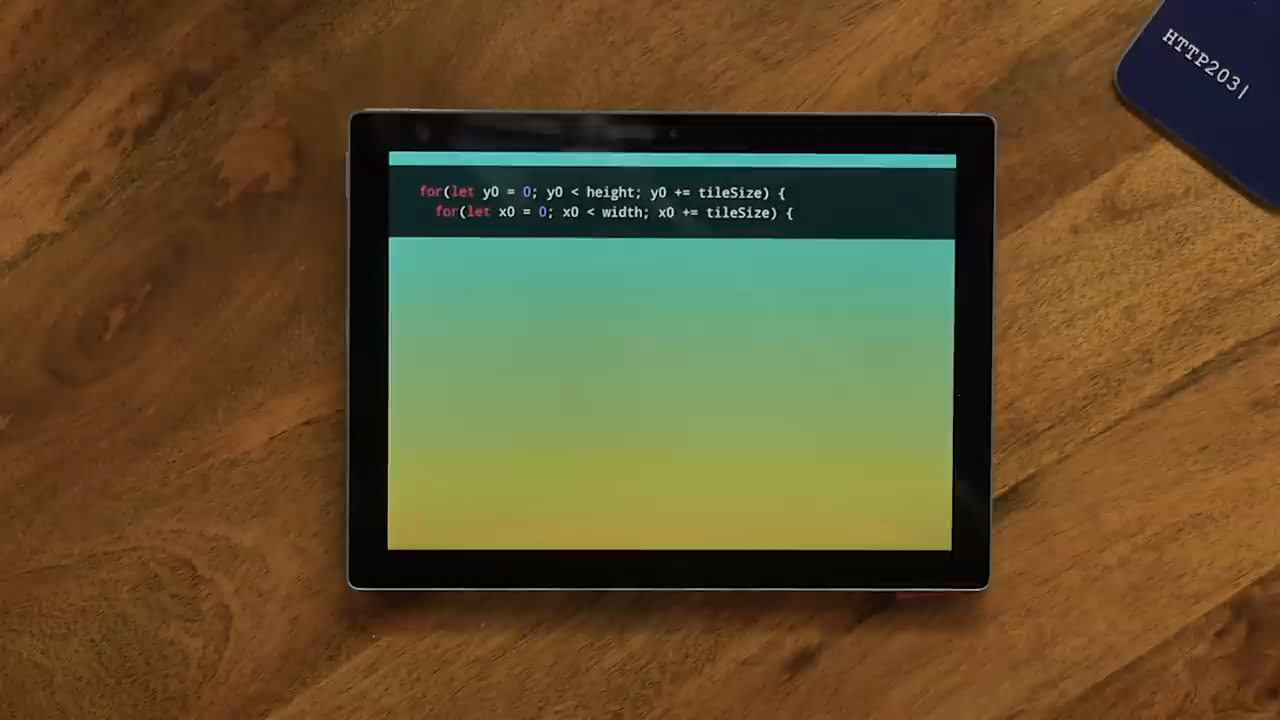 HTTP203|
for(let y0 = 0; y0 < height; y0 += tileSize) {
for(let x0 = 0; x0 < width; x0 += tileSize) {